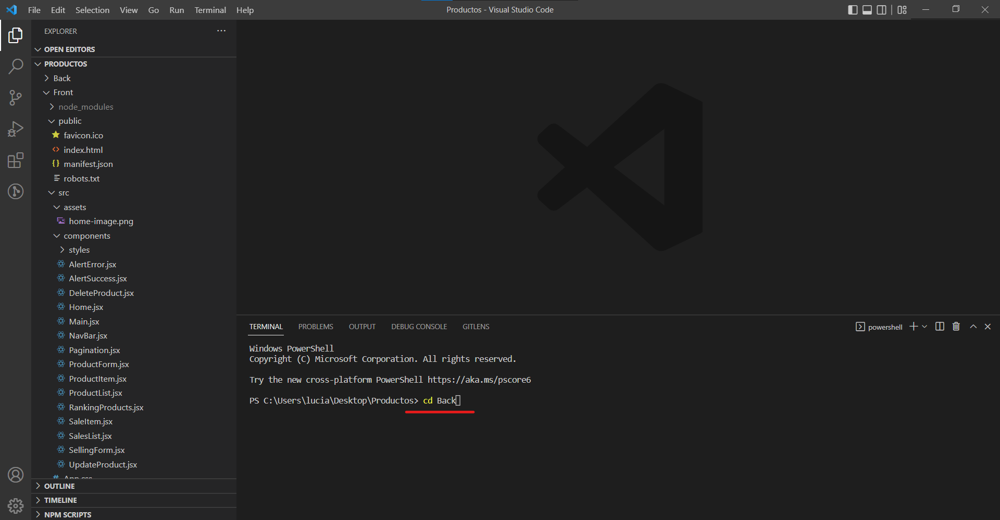 File Edit Selection View Go Run Terminal Help
Productos - Visual Studio Code
EXPLORER
OPEN EDITORS
PRODUCTOS
Back
Front
node_modules
public
favicon.ico
index.html
manifest.json
robots.txt
src
assets
home-image.png
components
styles
AlertError.jsx
AlertSuccess.jsx
DeleteProduct.jsx
Home.jsx
Main.jsx
NavBar.jsx
Pagination.jsx
ProductForm.jsx
ProductItem.jsx
ProductList.jsx
RankingProducts.jsx
SaleItem.jsx
SalesList.jsx
SellingForm.jsx
UpdateProduct.jsx
App.css
OUTLINE
TIMELINE
NPM SCRIPTS
TERMINAL PROBLEMS OUTPUT DEBUG CONSOLE GITLENS
powershell
Windows PowerShell
Copyright (C) Microsoft Corporation. All rights reserved.
Try the new cross-platform PowerShell https://aka.ms/pscore6
PS C:\Users\lucia\Desktop\Productos> cd Back